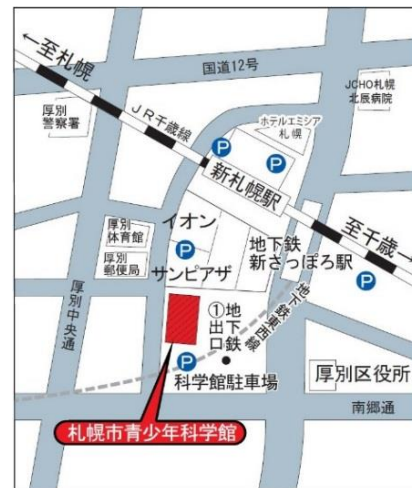 ←至札幌
国道12号
JCHO札幌
北辰病院
厚別
警察署
JR千歳線
ホテルエミシア
札幌
P
P
新札幌駅
至千歳→
イオン
厚別
体育館
P
地下鉄
新さっぽろ駅
P
厚別
郵便局
サンピアザ
地下鉄東西線
厚別中央通
①地
出下
口鉄
P
科学館駐車場
厚別区役所
南郷通
札幌市青少年科学館